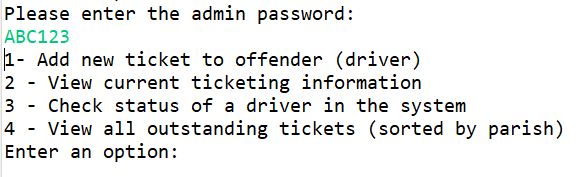 Please enter the admin password:
ABC123
1- Add new ticket to offender (driver)
2 - View current ticketing information
3 - Check status of a driver in the system
4 - View all outstanding tickets (sorted by parish)
Enter an option: